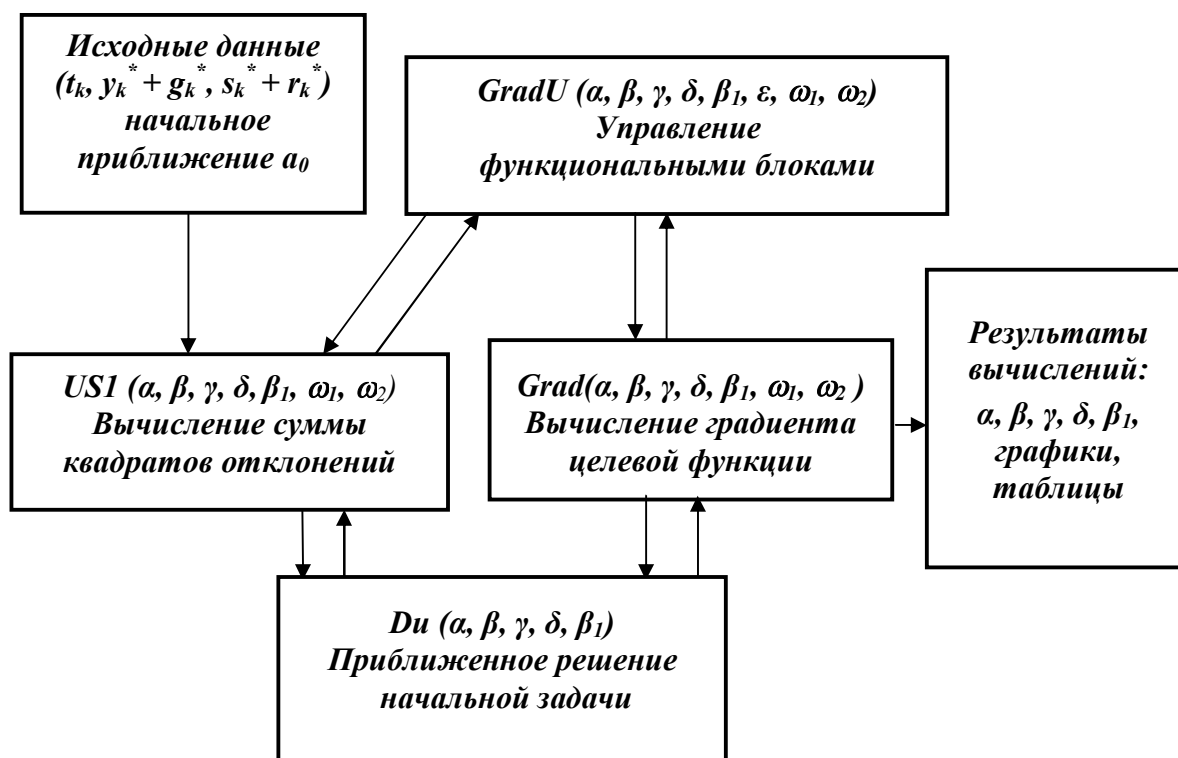 Исходные данные
(tₖ, yₖ* + gₖ*, sₖ* + rₖ*)
начальное
приближение a₀
GradU (α, β, γ, δ, β₁, ε, ω₁, ω₂)
Управление
функциональными блоками
US1 (α, β, γ, δ, β₁, ω₁, ω₂)
Вычисление суммы
квадратов отклонений
Grad(α, β, γ, δ, β₁, ω₁, ω₂ )
Вычисление градиента
целевой функции
Результаты
вычислений:
α, β, γ, δ, β₁,
графики,
таблицы
Du (α, β, γ, δ, β₁)
Приближенное решение
начальной задачи